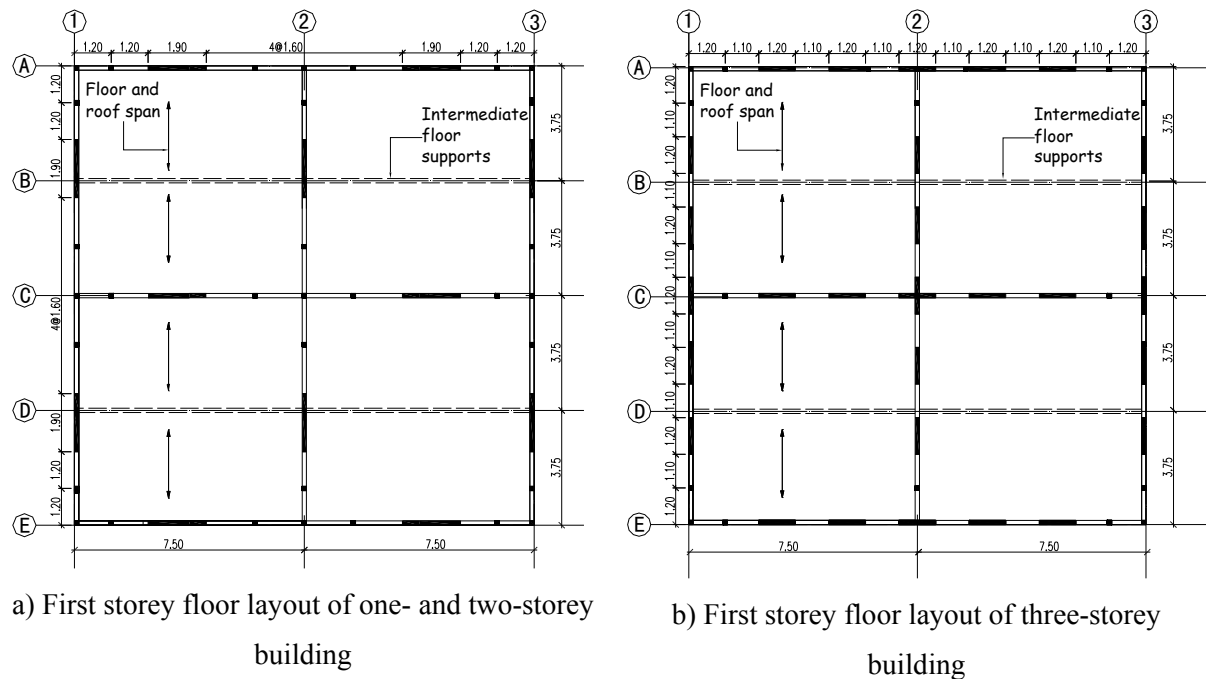 1 2 3
1.20 1.20 1.90 4@1.60 1.90 1.20 1.20
A
1.20
Floor and
roof span
Intermediate
floor
supports
3.75
1.20
1.90
B
3.75
C
4@1.60
3.75
D
1.90
3.75
1.20
1.20
E
7.50 7.50
a) First storey floor layout of one- and two-storey
building
1 2 3
1.20 1.10 1.20 1.10 1.20 1.10 1.20 1.10 1.20 1.10 1.20 1.10 1.20
A
1.20
Floor and
roof span
Intermediate
floor
supports
3.75
1.10
1.20
B
1.10
1.20
3.75
1.10
C
1.20
1.10
3.75
1.20
D
1.10
1.20
3.75
1.10
1.20
E
7.50 7.50
b) First storey floor layout of three-storey
building